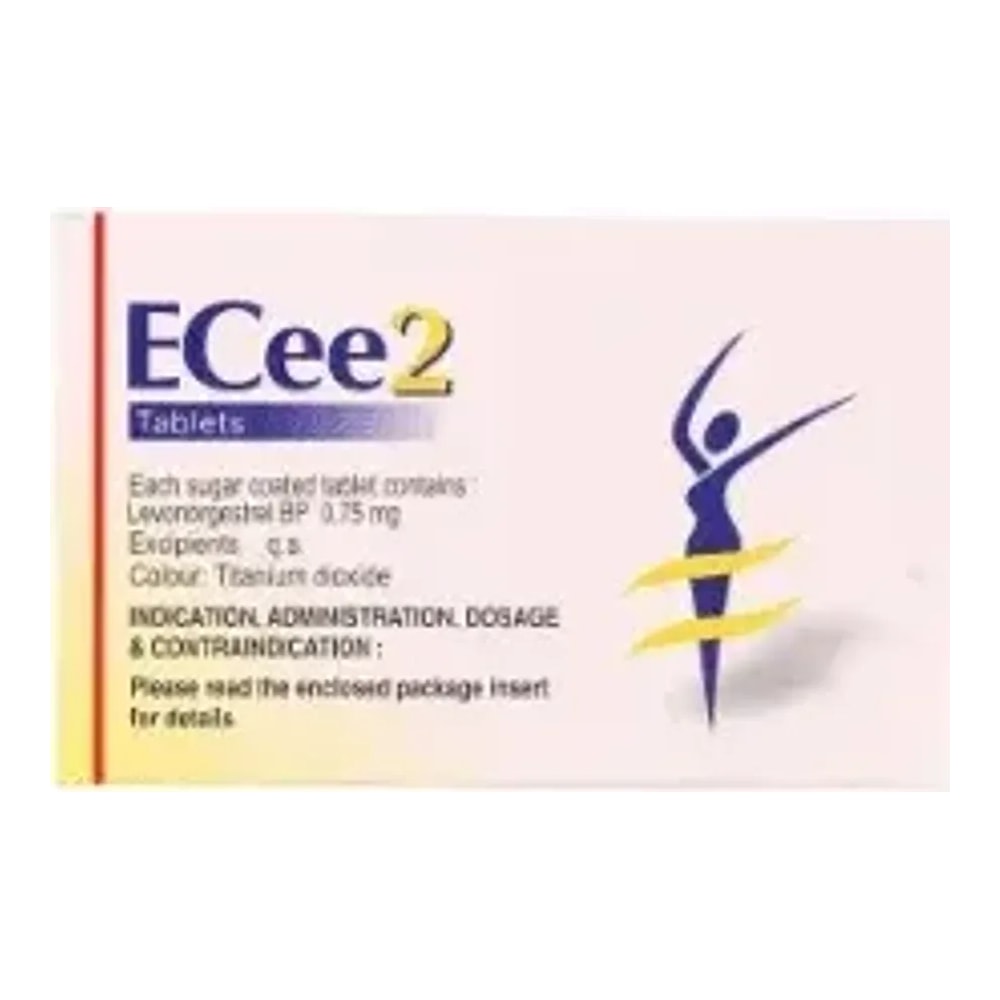 ECee2
Tablets
Each sugar coated tablet contains :
Levonorgestrel BP 0.75 mg
Excipients q.s.
Colour: Titanium dioxide
INDICATION, ADMINISTRATION, DOSAGE
& CONTRAINDICATION :
Please read the enclosed package insert
for details